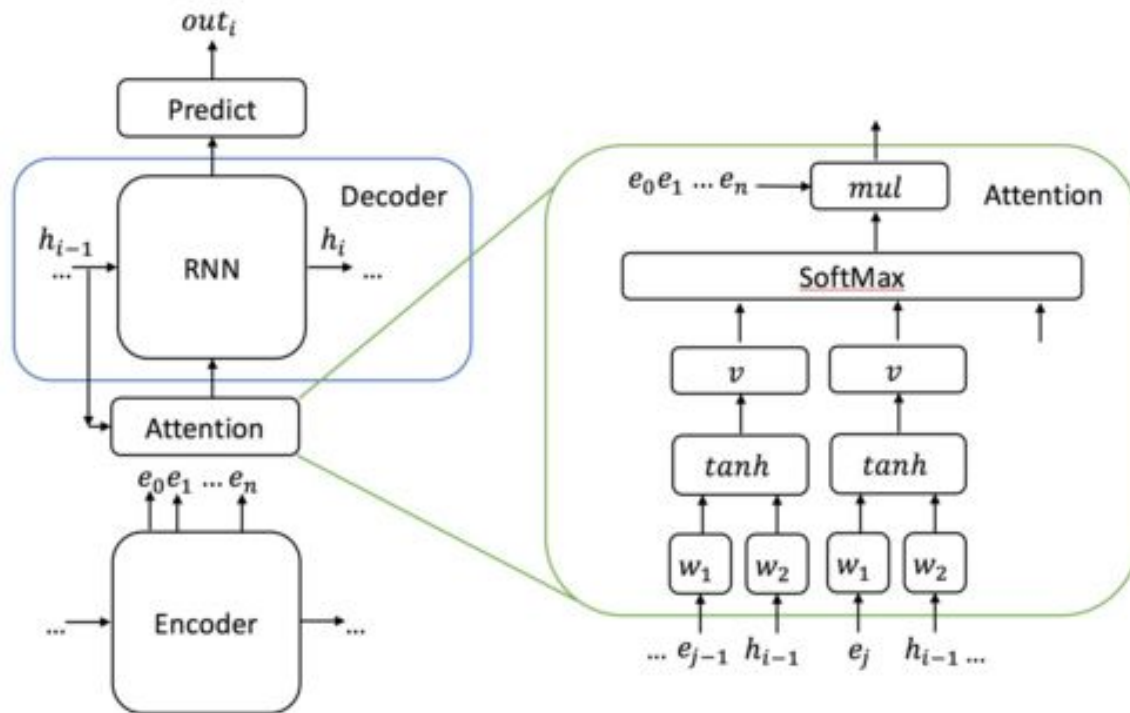 out_i
Predict
Decoder
h_{i-1}
h_i
...
RNN
...
Attention
e_0 e_1 ... e_n
...
Encoder
...
e_0 e_1 ... e_n
mul
Attention
SoftMax
v
v
tanh
tanh
w_1
w_2
w_1
w_2
... e_{j-1}
h_{i-1}
e_j
h_{i-1} ...